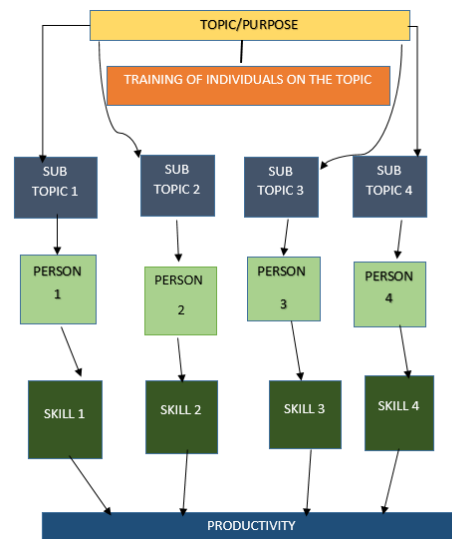 TOPIC/PURPOSE
TRAINING OF INDIVIDUALS ON THE TOPIC
SUB
TOPIC 1
SUB
TOPIC 2
SUB
TOPIC 3
SUB
TOPIC 4
PERSON
1
PERSON
2
PERSON
3
PERSON
4
SKILL 1
SKILL 2
SKILL 3
SKILL 4
PRODUCTIVITY